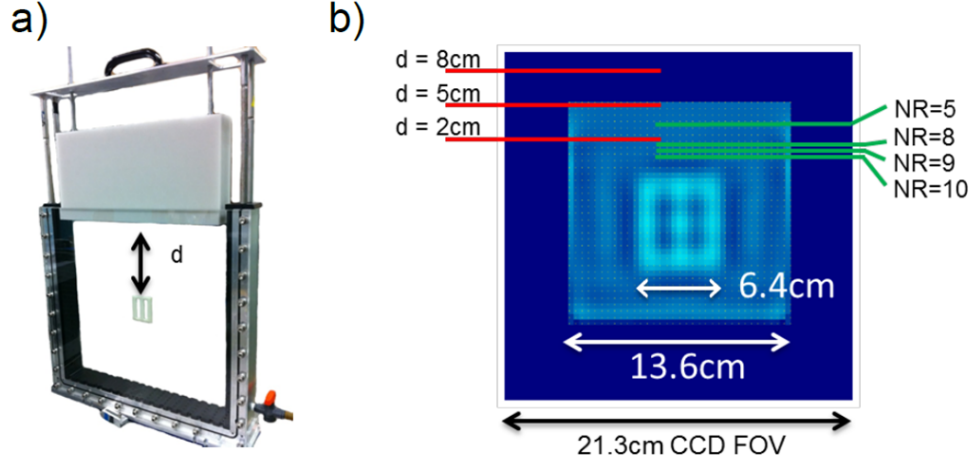 a)
d
b)
d = 8cm
d = 5cm
d = 2cm
NR=5
NR=8
NR=9
NR=10
6.4cm
13.6cm
21.3cm CCD FOV